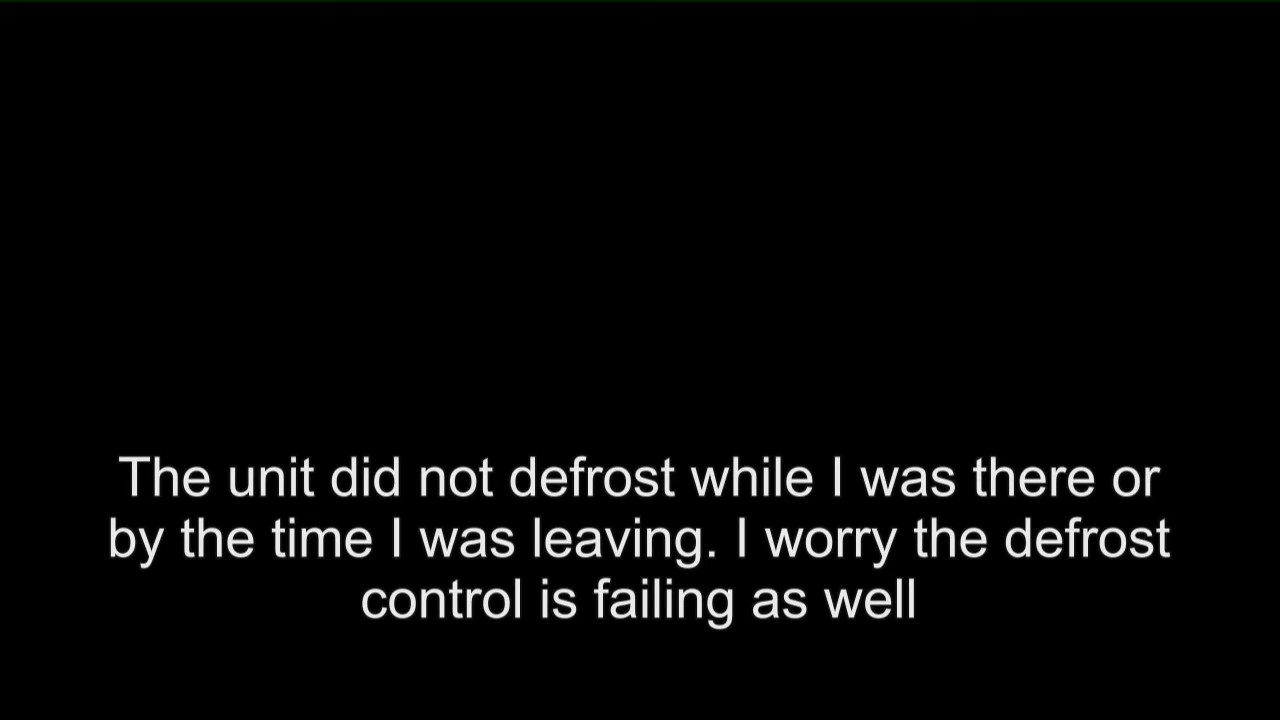 The unit did not defrost while I was there or
by the time I was leaving. I worry the defrost
control is failing as well